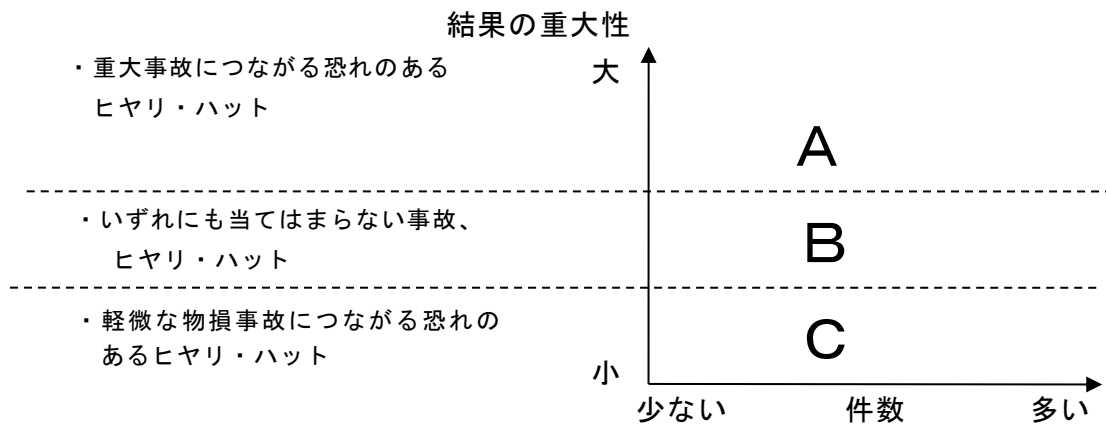 結果の重大性
・重大事故につながる恐れのある
ヒヤリ・ハット
大
A
・いずれにも当てはまらない事故、
ヒヤリ・ハット
B
・軽微な物損事故につながる恐れの
あるヒヤリ・ハット
C
小
少ない 件数 多い